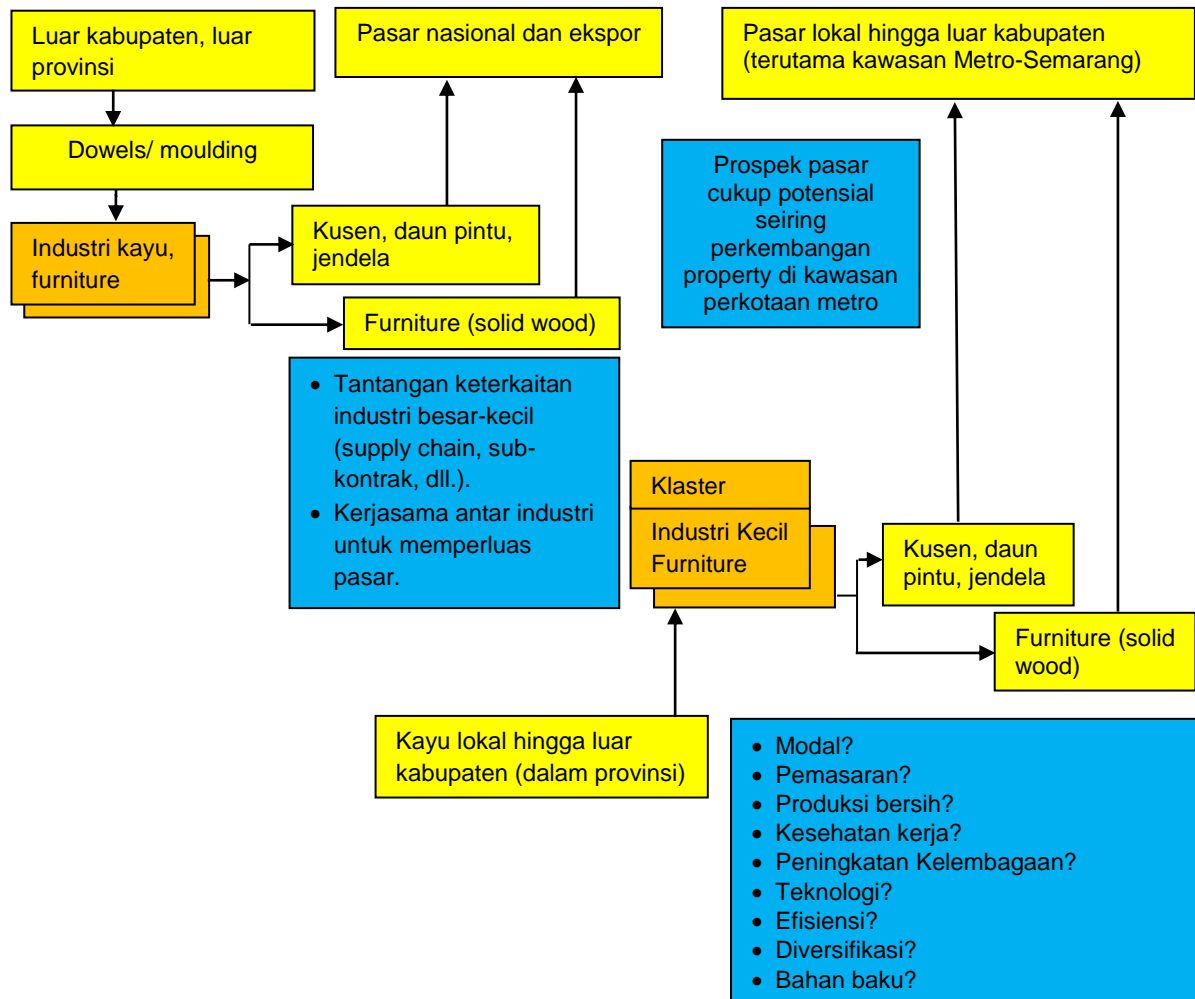 Luar kabupaten, luar
provinsi
Pasar nasional dan ekspor
Pasar lokal hingga luar kabupaten
(terutama kawasan Metro-Semarang)
Dowels/ moulding
Prospek pasar
cukup potensial
seiring
perkembangan
property di kawasan
perkotaan metro
Industri kayu,
furniture
Kusen, daun pintu,
jendela
Furniture (solid wood)
• Tantangan keterkaitan
industri besar-kecil
(supply chain, sub-
kontrak, dll.).
• Kerjasama antar industri
untuk memperluas
pasar.
Klaster
Industri Kecil
Furniture
Kusen, daun
pintu, jendela
Furniture (solid
wood)
Kayu lokal hingga luar
kabupaten (dalam provinsi)
• Modal?
• Pemasaran?
• Produksi bersih?
• Kesehatan kerja?
• Peningkatan Kelembagaan?
• Teknologi?
• Efisiensi?
• Diversifikasi?
• Bahan baku?